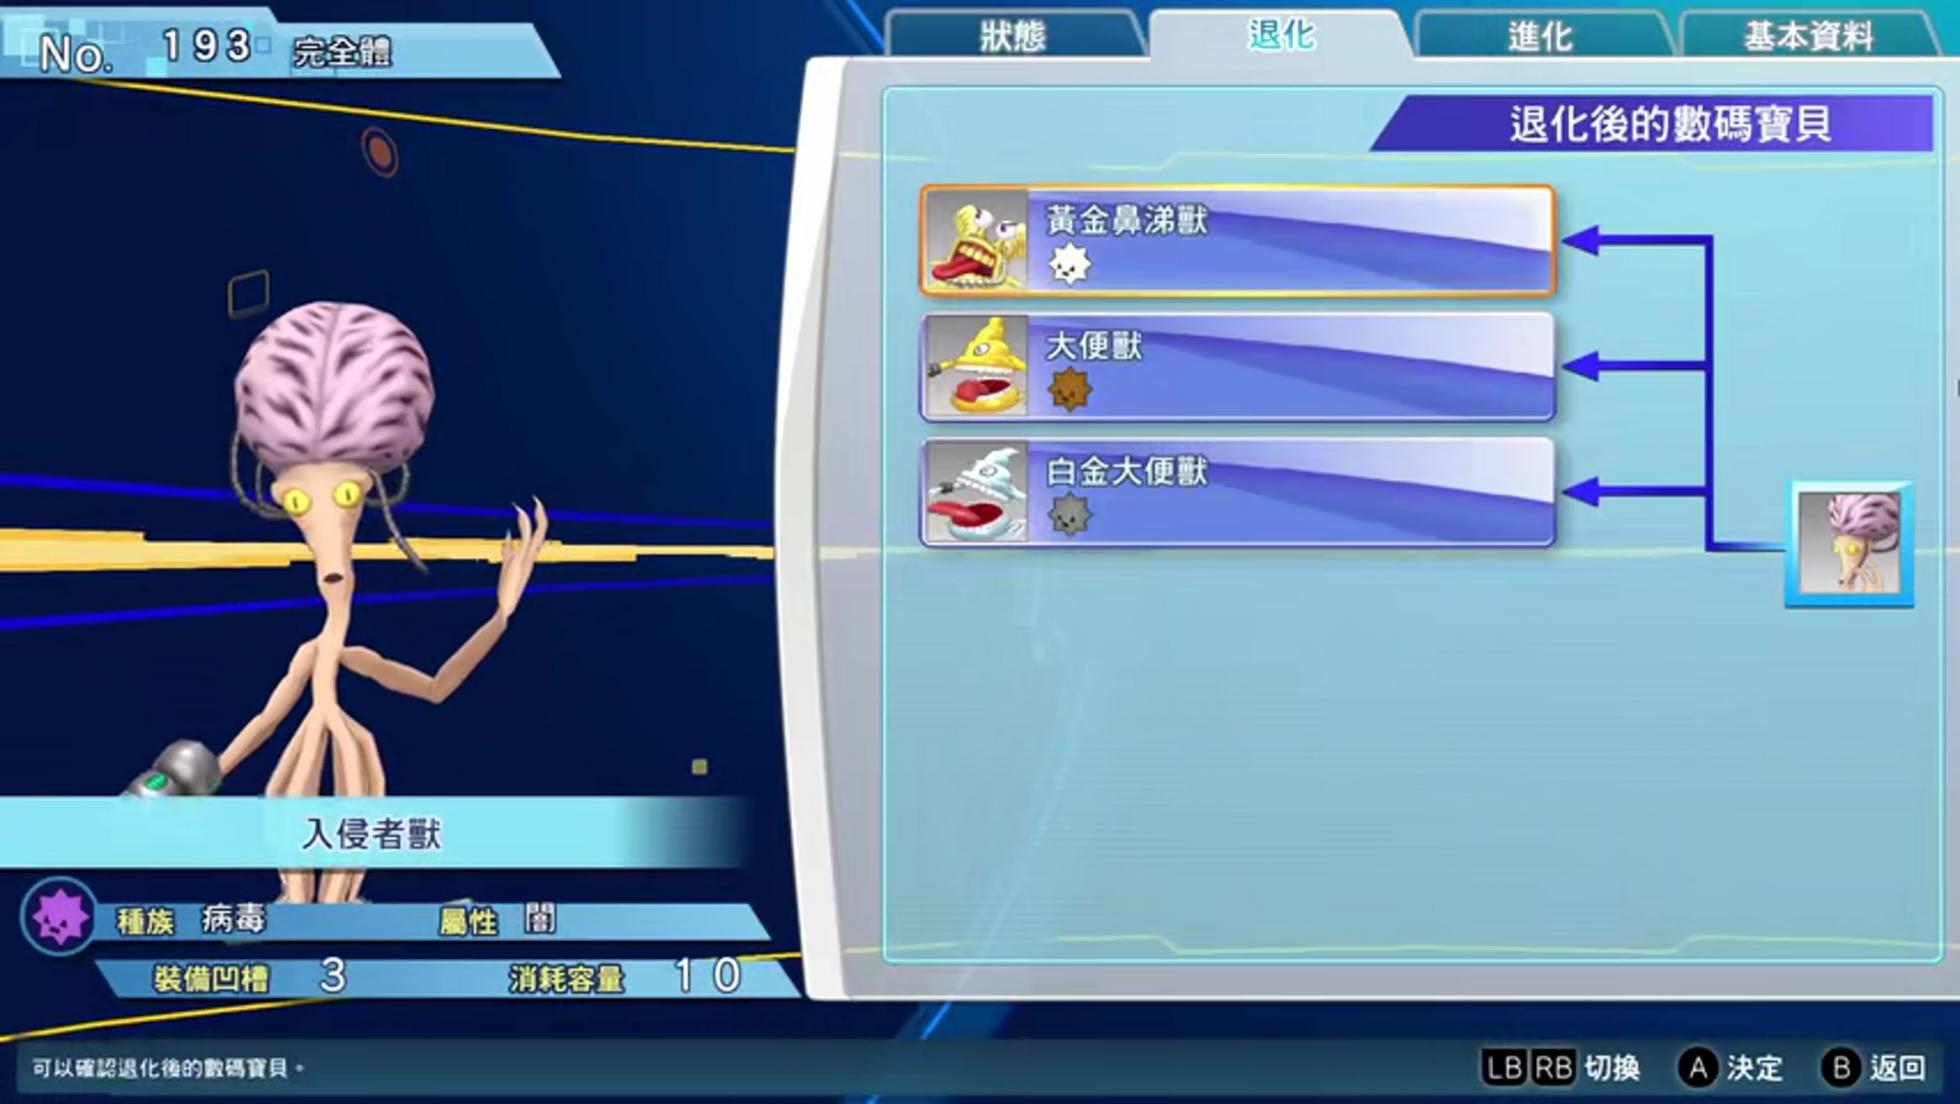 No. 193 完全體
狀態 退化 進化 基本資料
退化後的數碼寶貝
黃金鼻涕獸
大便獸
白金大便獸
入侵者獸
種族 病毒 屬性 闇
裝備凹槽 3 消耗容量 10
可以確認退化後的數碼寶貝。
LB RB 切換 A 決定 B 返回